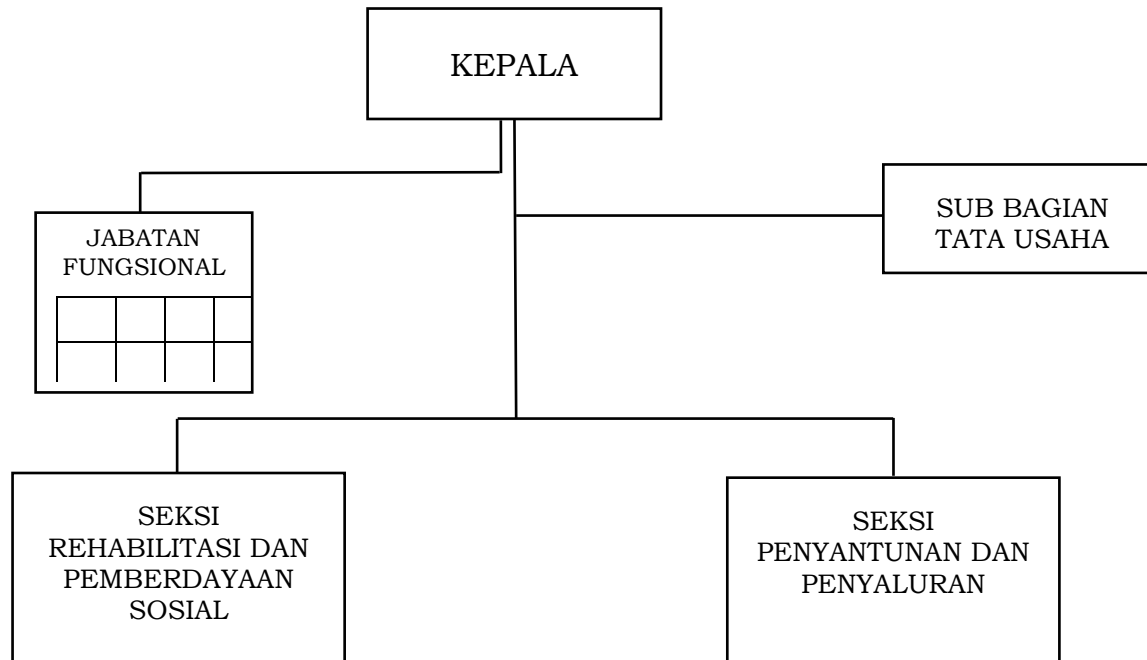 KEPALA
SUB BAGIAN
TATA USAHA
JABATAN
FUNGSIONAL
SEKSI
REHABILITASI DAN
PEMBERDAYAAN
SOSIAL
SEKSI
PENYANTUNAN DAN
PENYALURAN